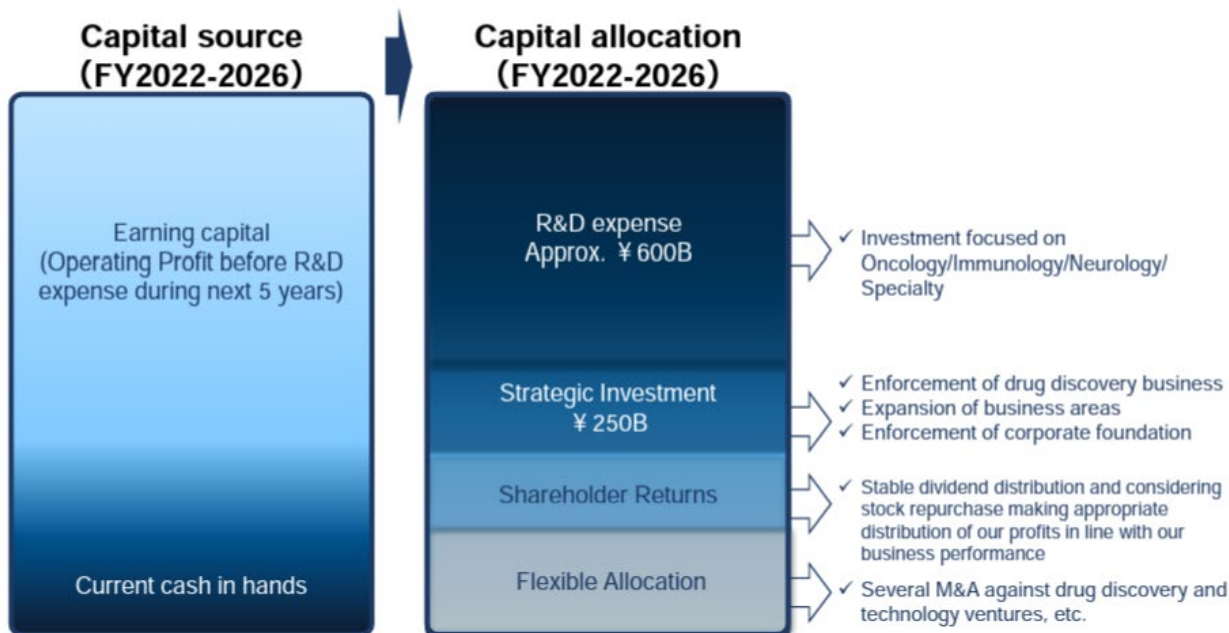 Capital source
(FY2022-2026)
Capital allocation
(FY2022-2026)
Earning capital
(Operating Profit before R&D
expense during next 5 years)
Current cash in hands
R&D expense
Approx. ¥ 600B
✓ Investment focused on
Oncology/Immunology/Neurology/
Specialty
Strategic Investment
¥ 250B
✓ Enforcement of drug discovery business
✓ Expansion of business areas
✓ Enforcement of corporate foundation
Shareholder Returns
✓ Stable dividend distribution and considering
stock repurchase making appropriate
distribution of our profits in line with our
business performance
Flexible Allocation
✓ Several M&A against drug discovery and
technology ventures, etc.